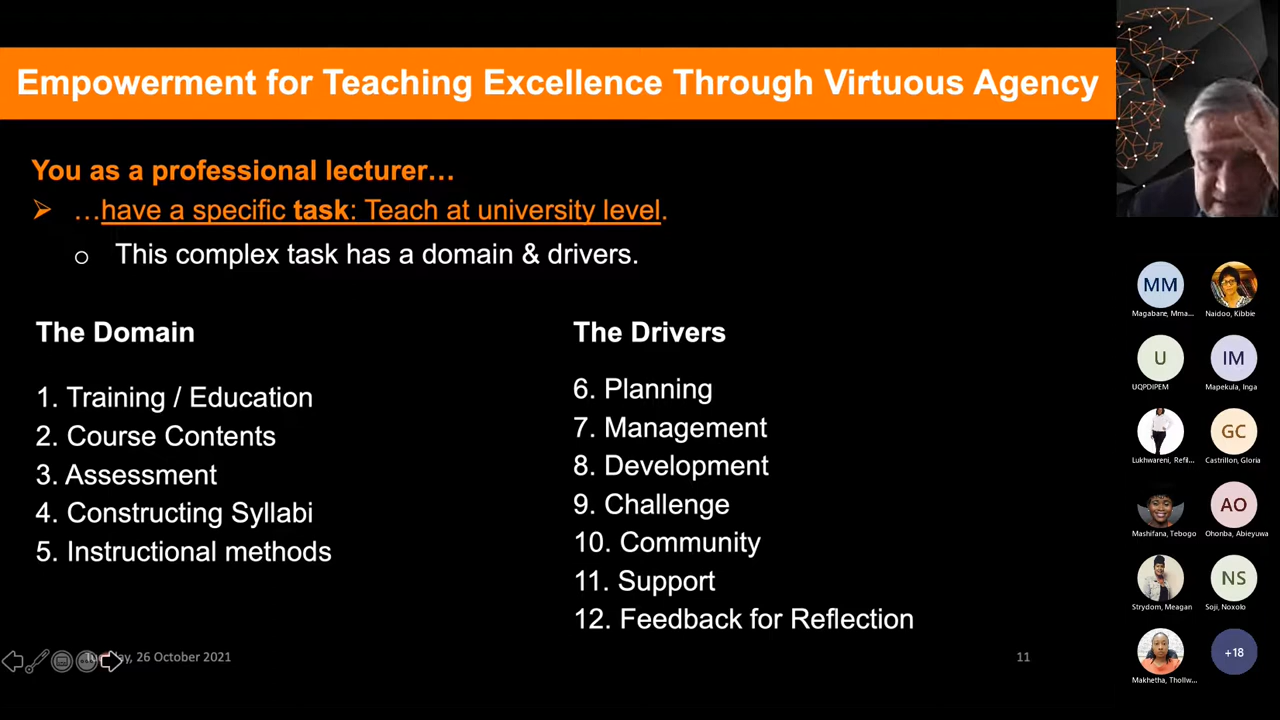 Empowerment for Teaching Excellence Through Virtuous Agency
You as a professional lecturer…
…have a specific task: Teach at university level.
This complex task has a domain & drivers.
The Domain
1. Training / Education
2. Course Contents
3. Assessment
4. Constructing Syllabi
5. Instructional methods
The Drivers
6. Planning
7. Management
8. Development
9. Challenge
10. Community
11. Support
12. Feedback for Reflection
26 October 2021
11
MM
Magabane, Mma...
Naidoo, Kibbie
U
UQPDIPEM
IM
Mapekula, Inga
Lukhwareni, Refil...
GC
Castrillon, Gloria
Mashifana, Tebogo
AO
Ohonba, Abieyuwa
Strydom, Meagan
NS
Soji, Noxolo
Makhetha, Thollw...
+18